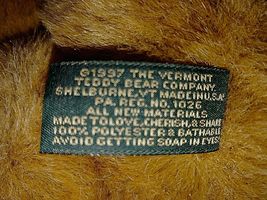 ©1997 THE VERMONT
TEDDY BEAR COMPANY.
SHELBURNE, VT MADE IN U.S.A.
PA. REG. NO. 1026
ALL NEW MATERIALS
MADE TO LOVE, CHERISH, & SHARE
100% POLYESTER & BATHABLE
AVOID GETTING SOAP IN EYES!